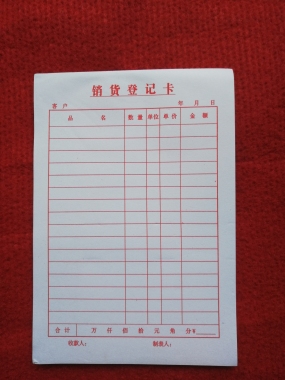 销货登记卡
客户 年 月 日
品 名 数量 单位 单价 金额
合计 万 仟 佰 拾 元 角 分¥
收款人: 制表人: